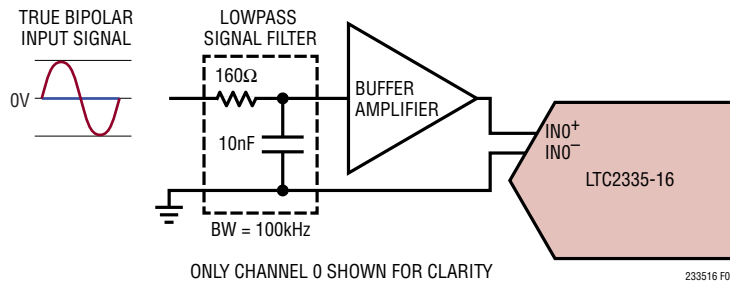 TRUE BIPOLAR
INPUT SIGNAL
LOWPASS
SIGNAL FILTER
0V
160Ω
10nF
BUFFER
AMPLIFIER
IN0+
IN0−
LTC2335-16
BW = 100kHz
ONLY CHANNEL 0 SHOWN FOR CLARITY
233516 F0